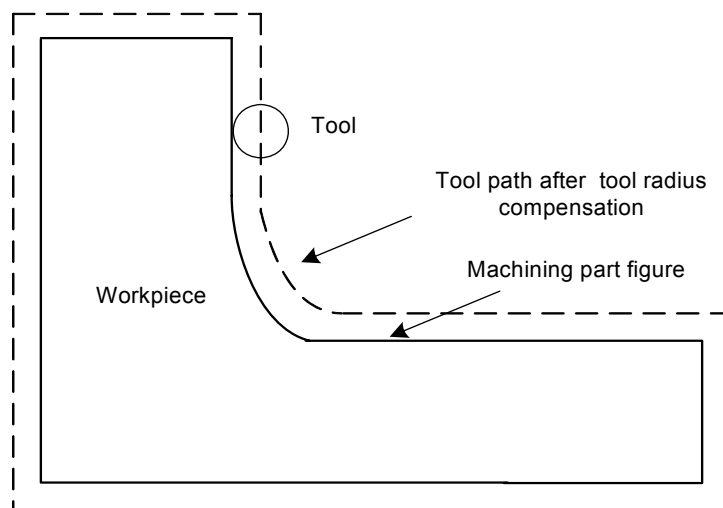 Tool
Tool path after tool radius
compensation
Machining part figure
Workpiece